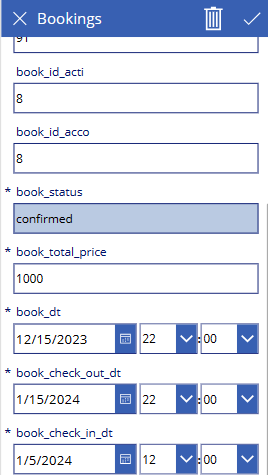 Bookings
91
book_id_acti
8
book_id_acco
8
* book_status
confirmed
* book_total_price
1000
* book_dt
12/15/2023 22 : 00
* book_check_out_dt
1/15/2024 22 : 00
* book_check_in_dt
1/5/2024 12 : 00